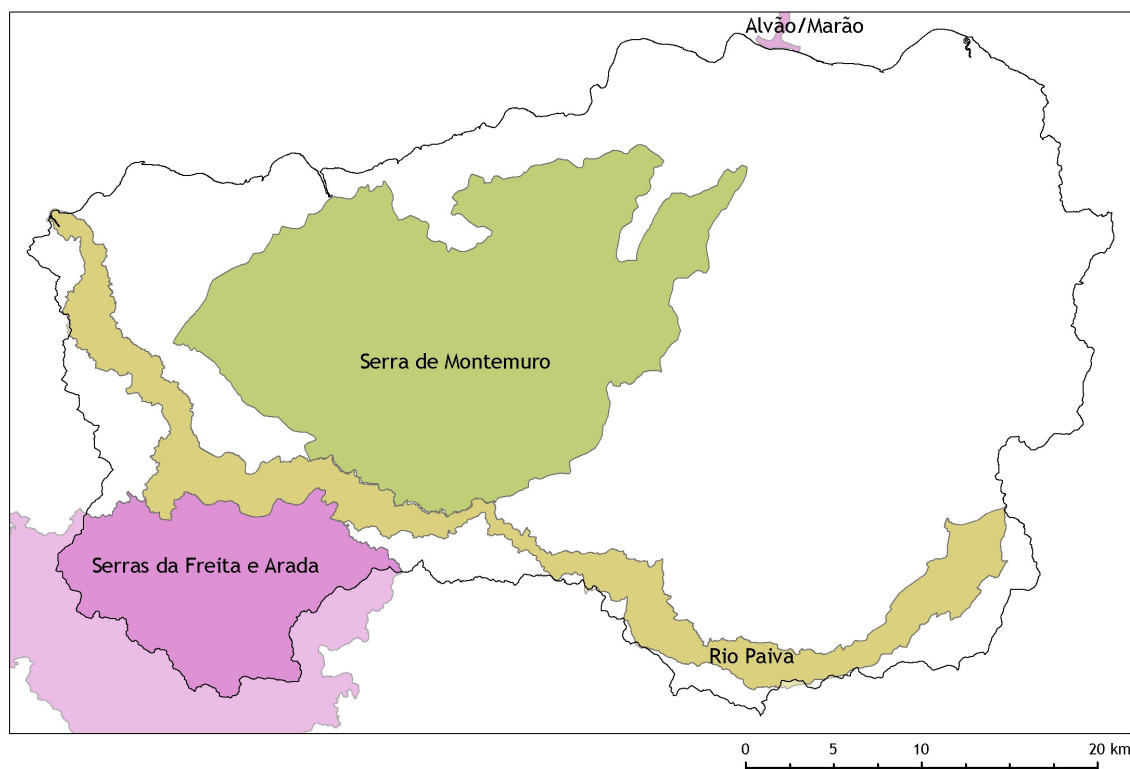 Alvão/Marão
Serra de Montemuro
Serras da Freita e Arada
Rio Paiva
0 5 10 20 km